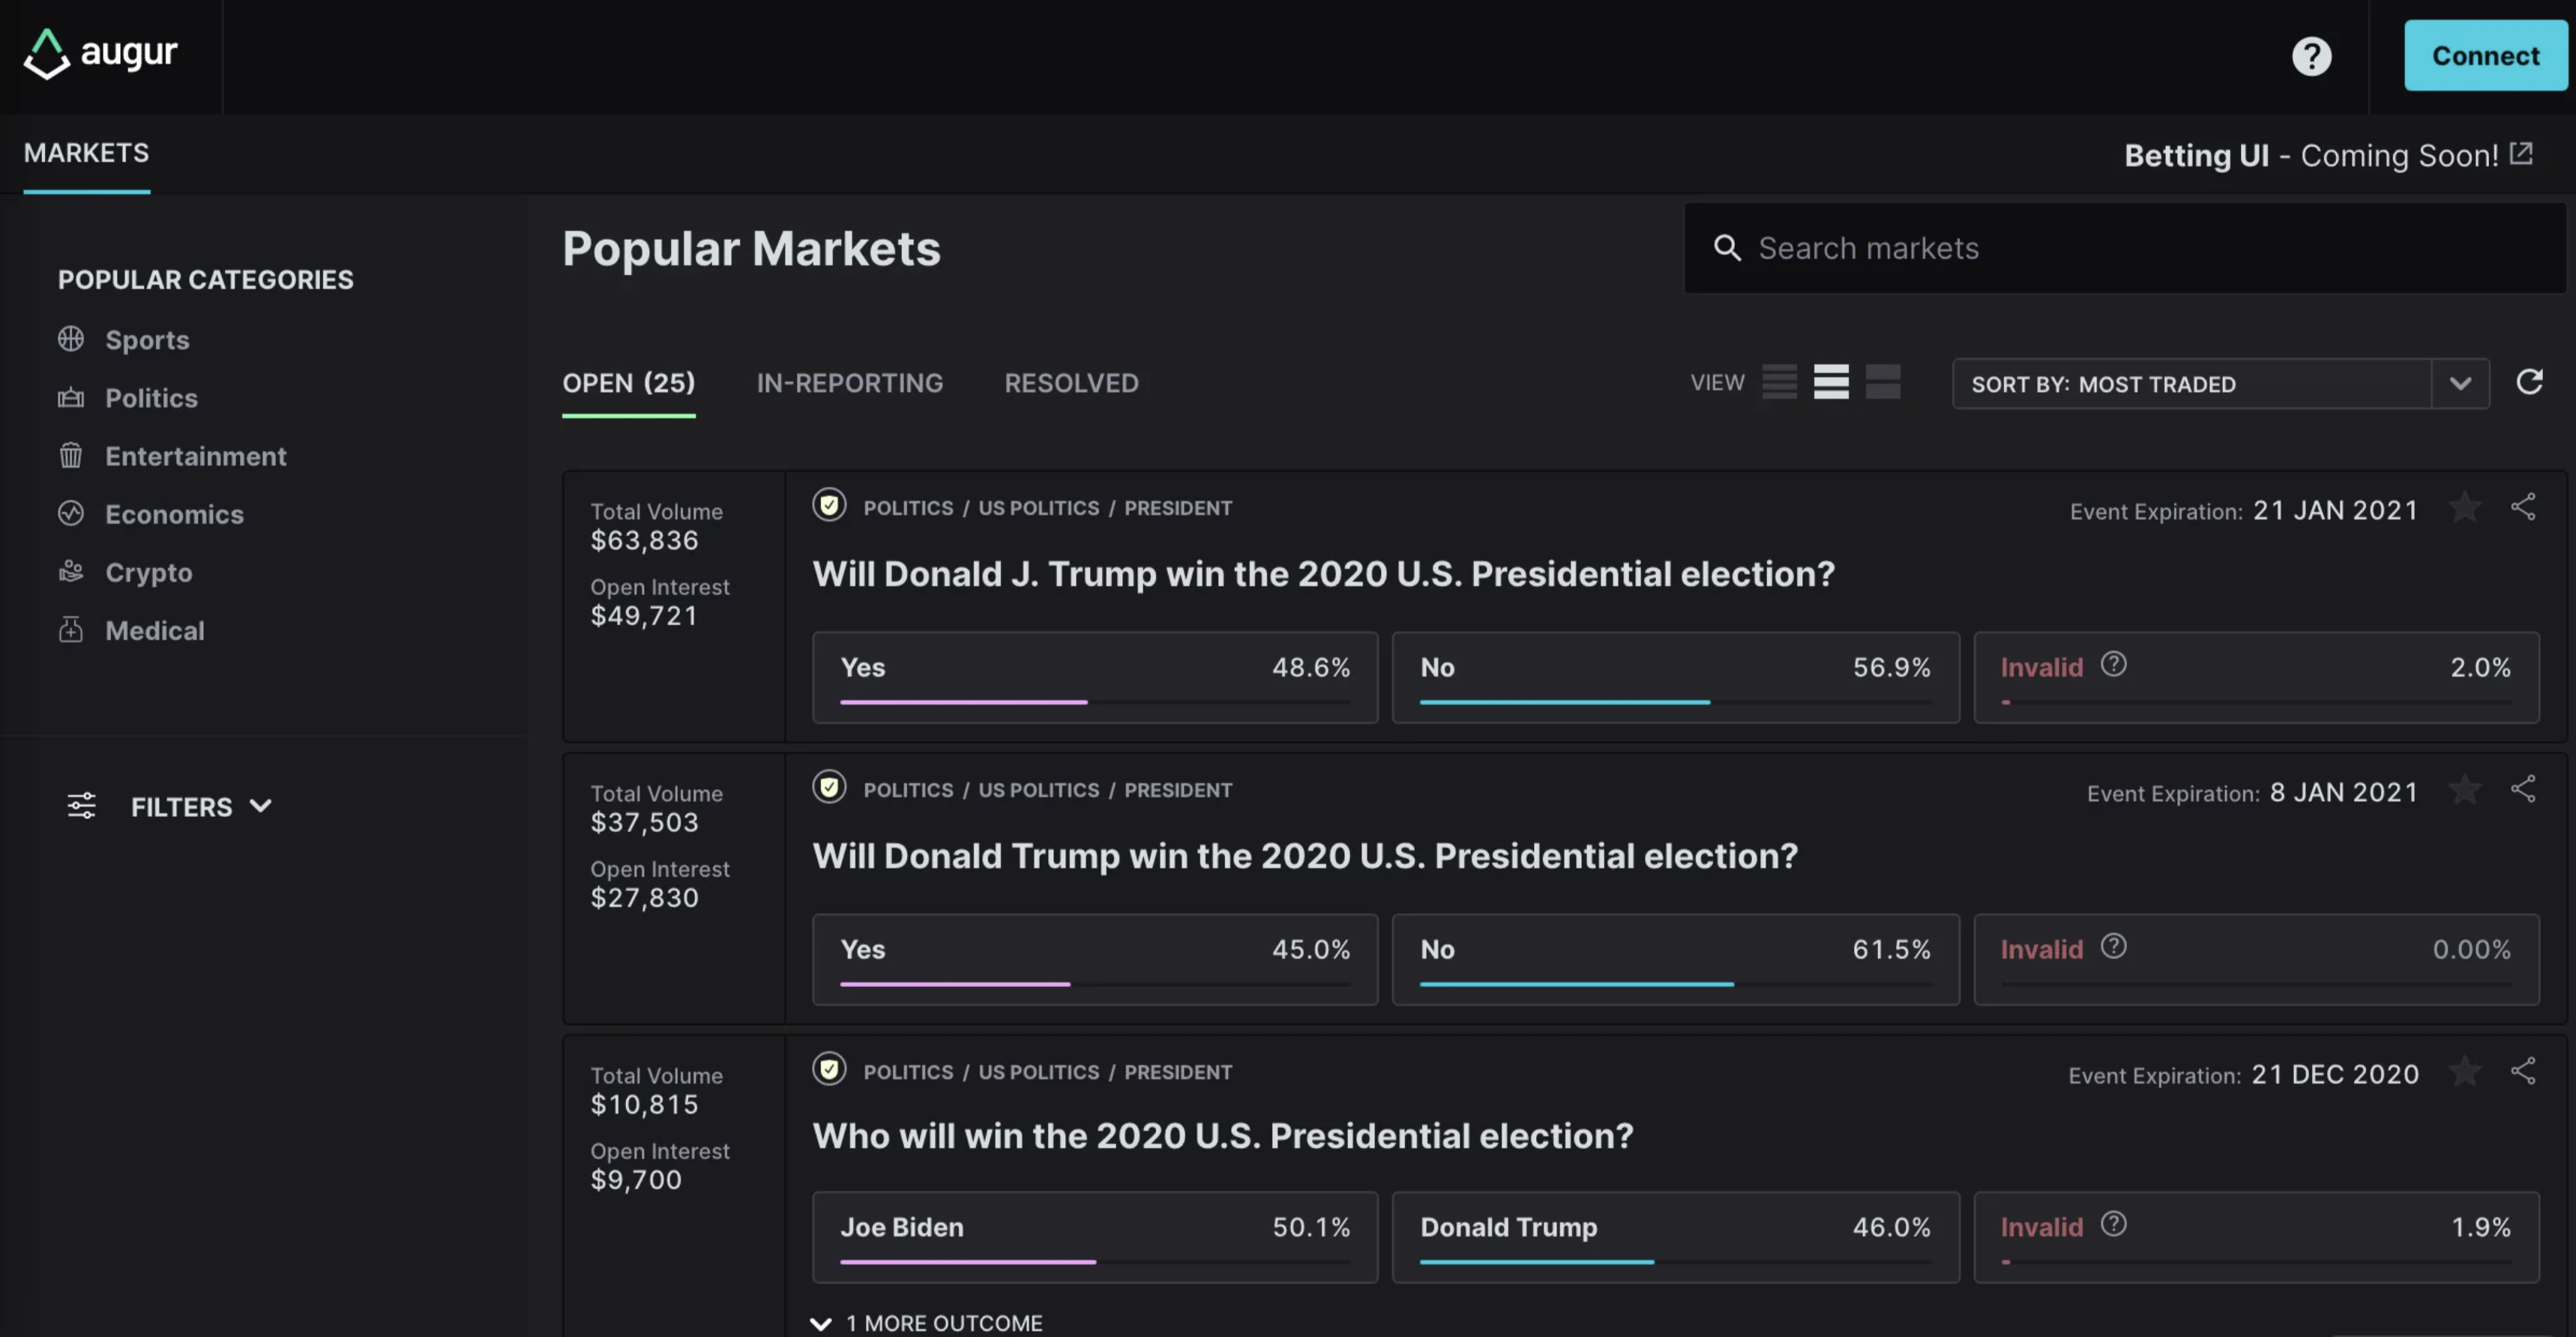 augur
?
Connect
MARKETS
Betting UI - Coming Soon!
POPULAR CATEGORIES
Sports
Politics
Entertainment
Economics
Crypto
Medical
FILTERS
Popular Markets
Search markets
OPEN (25)
IN-REPORTING
RESOLVED
VIEW
SORT BY: MOST TRADED
Total Volume
$63,836
Open Interest
$49,721
POLITICS / US POLITICS / PRESIDENT
Event Expiration: 21 JAN 2021
Will Donald J. Trump win the 2020 U.S. Presidential election?
Yes 48.6%
No 56.9%
Invalid ? 2.0%
Total Volume
$37,503
Open Interest
$27,830
POLITICS / US POLITICS / PRESIDENT
Event Expiration: 8 JAN 2021
Will Donald Trump win the 2020 U.S. Presidential election?
Yes 45.0%
No 61.5%
Invalid ? 0.00%
Total Volume
$10,815
Open Interest
$9,700
POLITICS / US POLITICS / PRESIDENT
Event Expiration: 21 DEC 2020
Who will win the 2020 U.S. Presidential election?
Joe Biden 50.1%
Donald Trump 46.0%
Invalid ? 1.9%
1 MORE OUTCOME